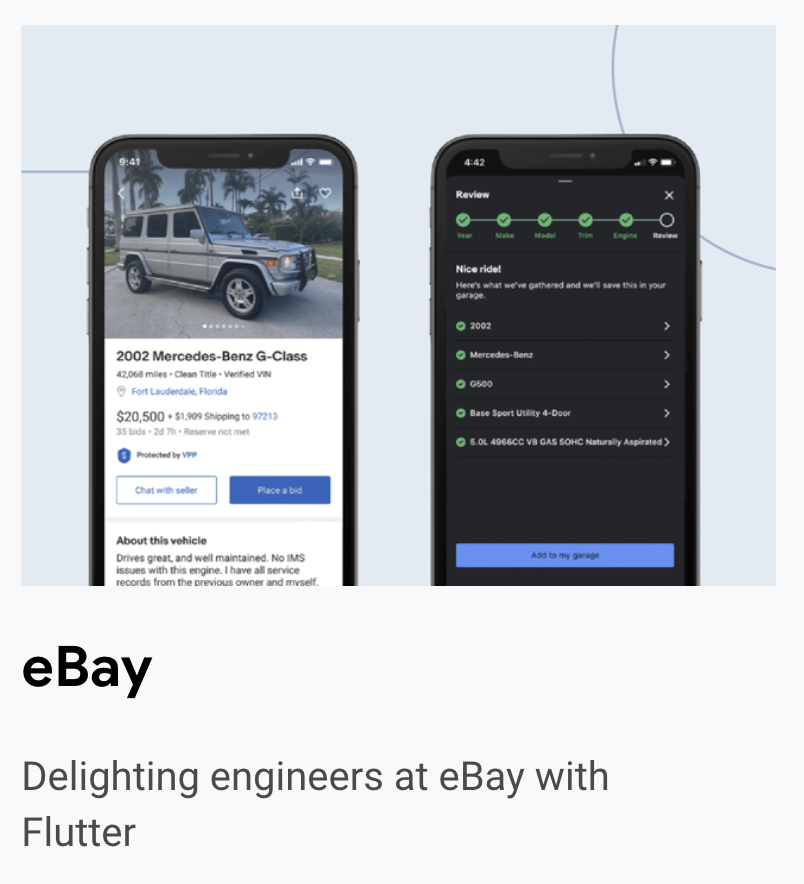 9:41
2002 Mercedes-Benz G-Class
42,068 miles • Clean Title • Verified VIN
Fort Lauderdale, Florida
$20,500 + $1,909 Shipping to 97213
35 bids • 2d 7h • Reserve not met
Protected by VPP
Chat with seller
Place a bid
About this vehicle
Drives great, and well maintained. No IMS
issues with this engine. I have all service
records from the previous owner and myself.
4:42
Review
Year Make Model Trim Engine Review
Nice ride!
Here's what we've gathered and we'll save this in your
garage.
2002
Mercedes-Benz
G500
Base Sport Utility 4-Door
5.0L 4966CC V8 GAS SOHC Naturally Aspirated
Add to my garage
eBay
Delighting engineers at eBay with
Flutter